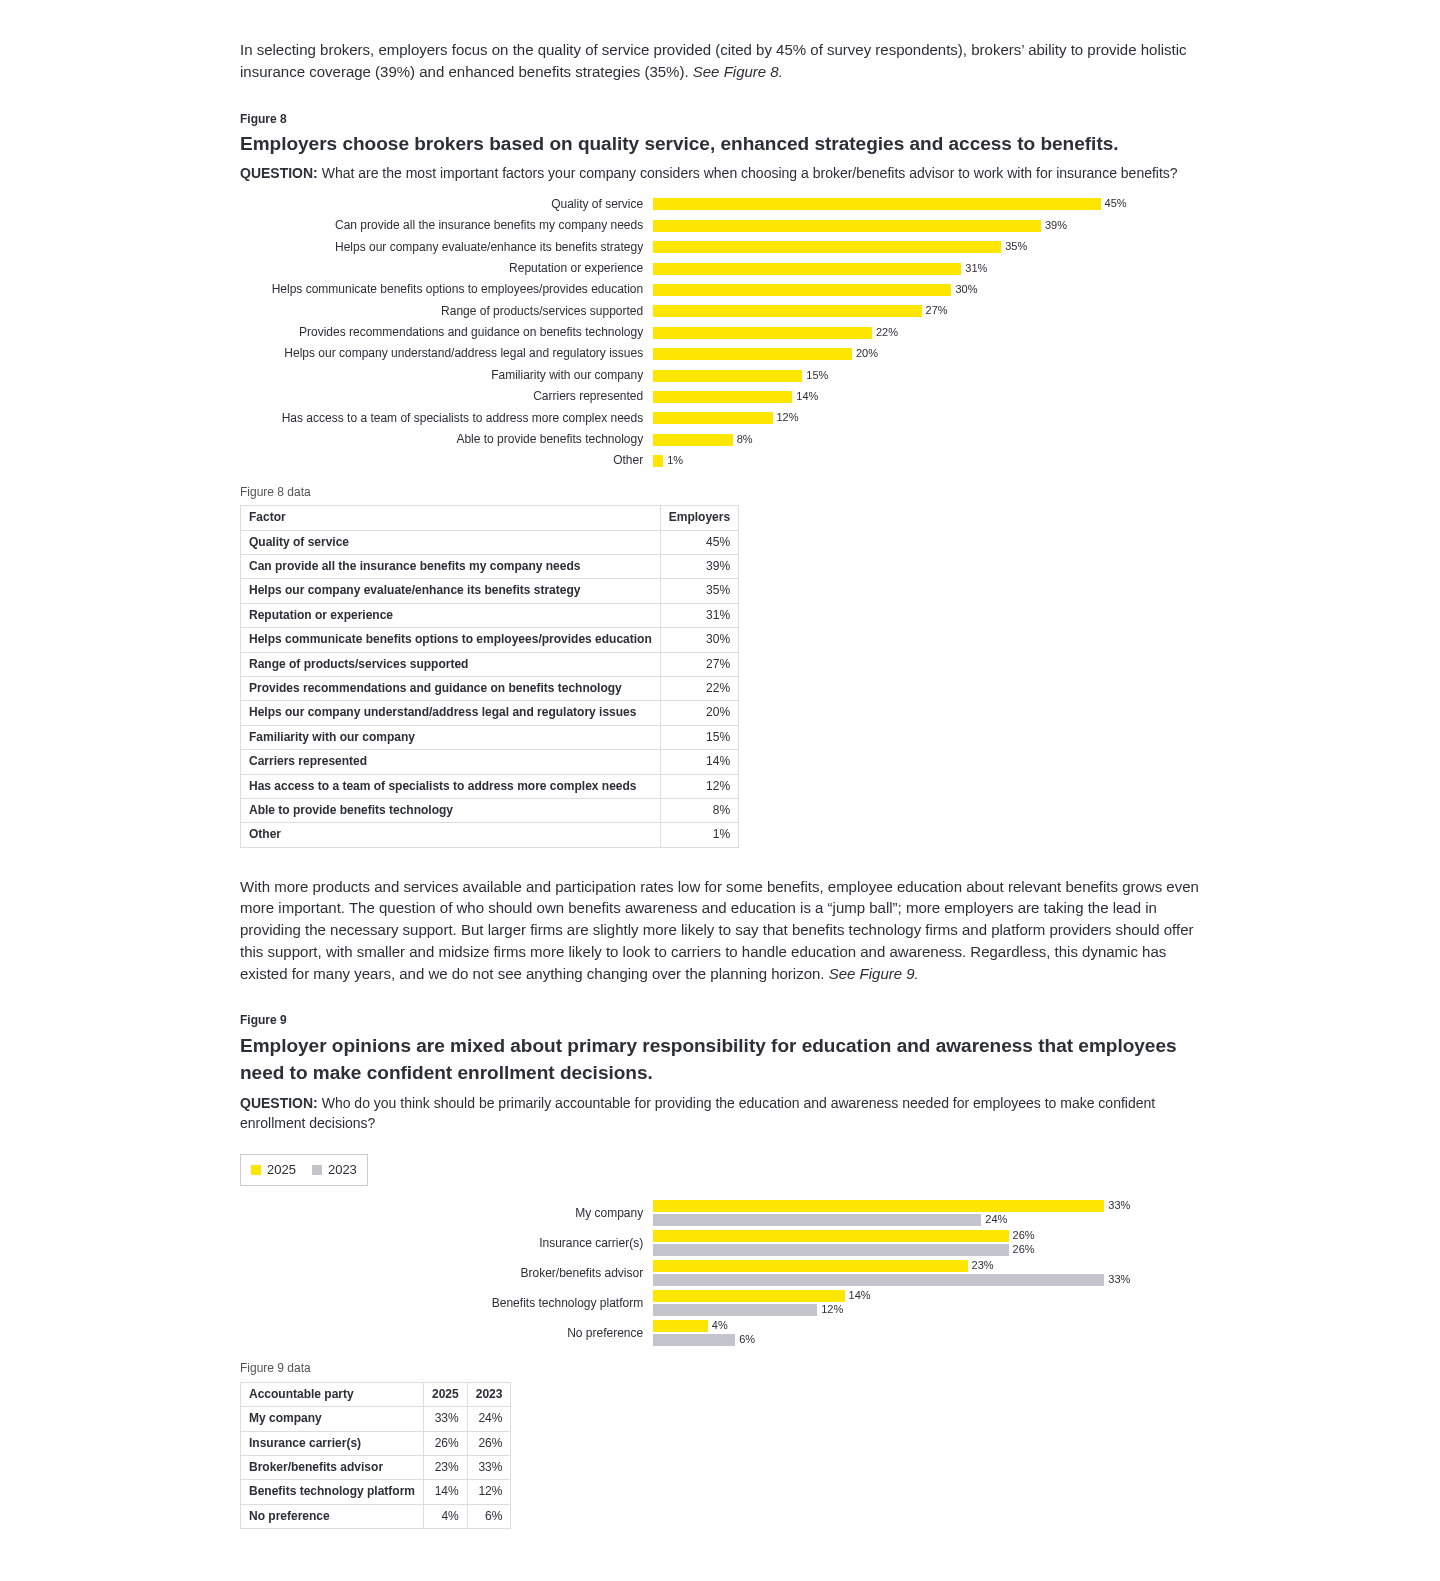 In selecting brokers, employers focus on the quality of service provided (cited by 45% of survey respondents), brokers’ ability to provide holistic
insurance coverage (39%) and enhanced benefits strategies (35%). See Figure 8.
Figure 8
Employers choose brokers based on quality service, enhanced strategies and access to benefits.
QUESTION: What are the most important factors your company considers when choosing a broker/benefits advisor to work with for insurance benefits?
Quality of service 45%
Can provide all the insurance benefits my company needs 39%
Helps our company evaluate/enhance its benefits strategy 35%
Reputation or experience 31%
Helps communicate benefits options to employees/provides education 30%
Range of products/services supported 27%
Provides recommendations and guidance on benefits technology 22%
Helps our company understand/address legal and regulatory issues 20%
Familiarity with our company 15%
Carriers represented 14%
Has access to a team of specialists to address more complex needs 12%
Able to provide benefits technology 8%
Other 1%
Figure 8 data
Factor Employers
Quality of service 45%
Can provide all the insurance benefits my company needs 39%
Helps our company evaluate/enhance its benefits strategy 35%
Reputation or experience 31%
Helps communicate benefits options to employees/provides education 30%
Range of products/services supported 27%
Provides recommendations and guidance on benefits technology 22%
Helps our company understand/address legal and regulatory issues 20%
Familiarity with our company 15%
Carriers represented 14%
Has access to a team of specialists to address more complex needs 12%
Able to provide benefits technology 8%
Other 1%
With more products and services available and participation rates low for some benefits, employee education about relevant benefits grows even
more important. The question of who should own benefits awareness and education is a “jump ball”; more employers are taking the lead in
providing the necessary support. But larger firms are slightly more likely to say that benefits technology firms and platform providers should offer
this support, with smaller and midsize firms more likely to look to carriers to handle education and awareness. Regardless, this dynamic has
existed for many years, and we do not see anything changing over the planning horizon. See Figure 9.
Figure 9
Employer opinions are mixed about primary responsibility for education and awareness that employees
need to make confident enrollment decisions.
QUESTION: Who do you think should be primarily accountable for providing the education and awareness needed for employees to make confident
enrollment decisions?
2025 2023
My company 33% 24%
Insurance carrier(s) 26% 26%
Broker/benefits advisor 23% 33%
Benefits technology platform 14% 12%
No preference 4% 6%
Figure 9 data
Accountable party 2025 2023
My company 33% 24%
Insurance carrier(s) 26% 26%
Broker/benefits advisor 23% 33%
Benefits technology platform 14% 12%
No preference 4% 6%